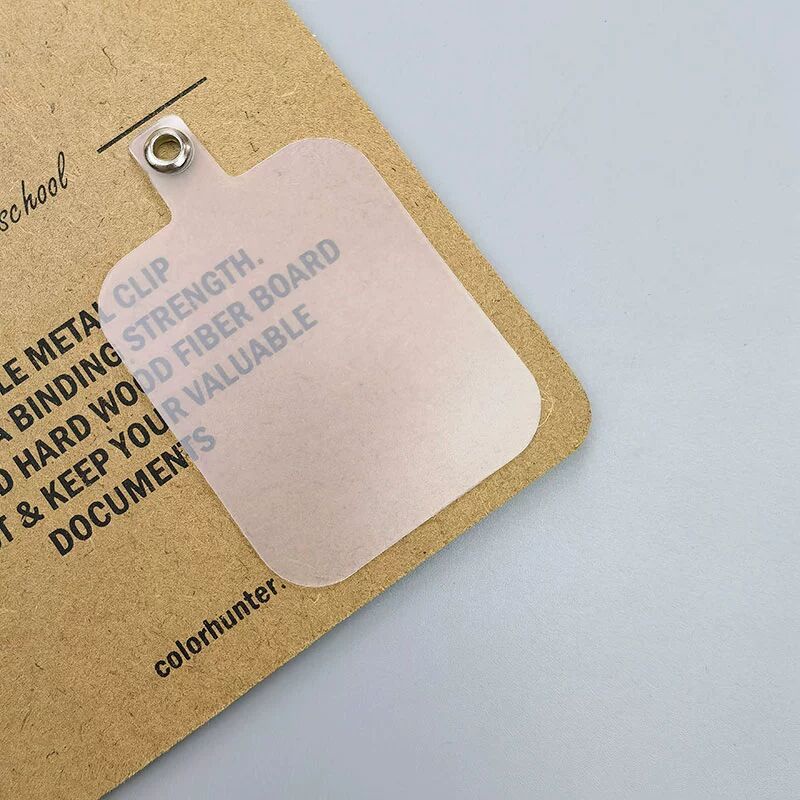 school
LE METAL CLIP
A BINDING STRENGTH.
D HARD WOOD FIBER BOARD
T & KEEP YOUR VALUABLE
DOCUMENTS
colorhunter.